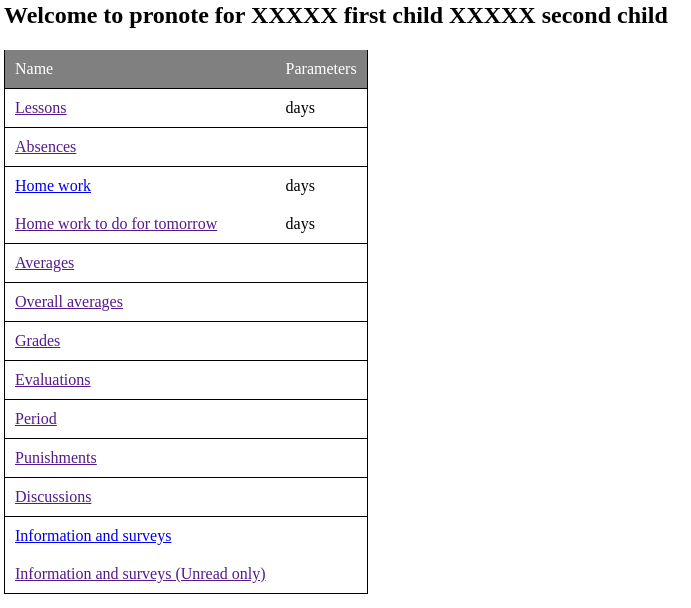 Welcome to pronote for XXXXX first child XXXXX second child
Name Parameters
Lessons days
Absences
Home work days
Home work to do for tomorrow days
Averages
Overall averages
Grades
Evaluations
Period
Punishments
Discussions
Information and surveys
Information and surveys (Unread only)